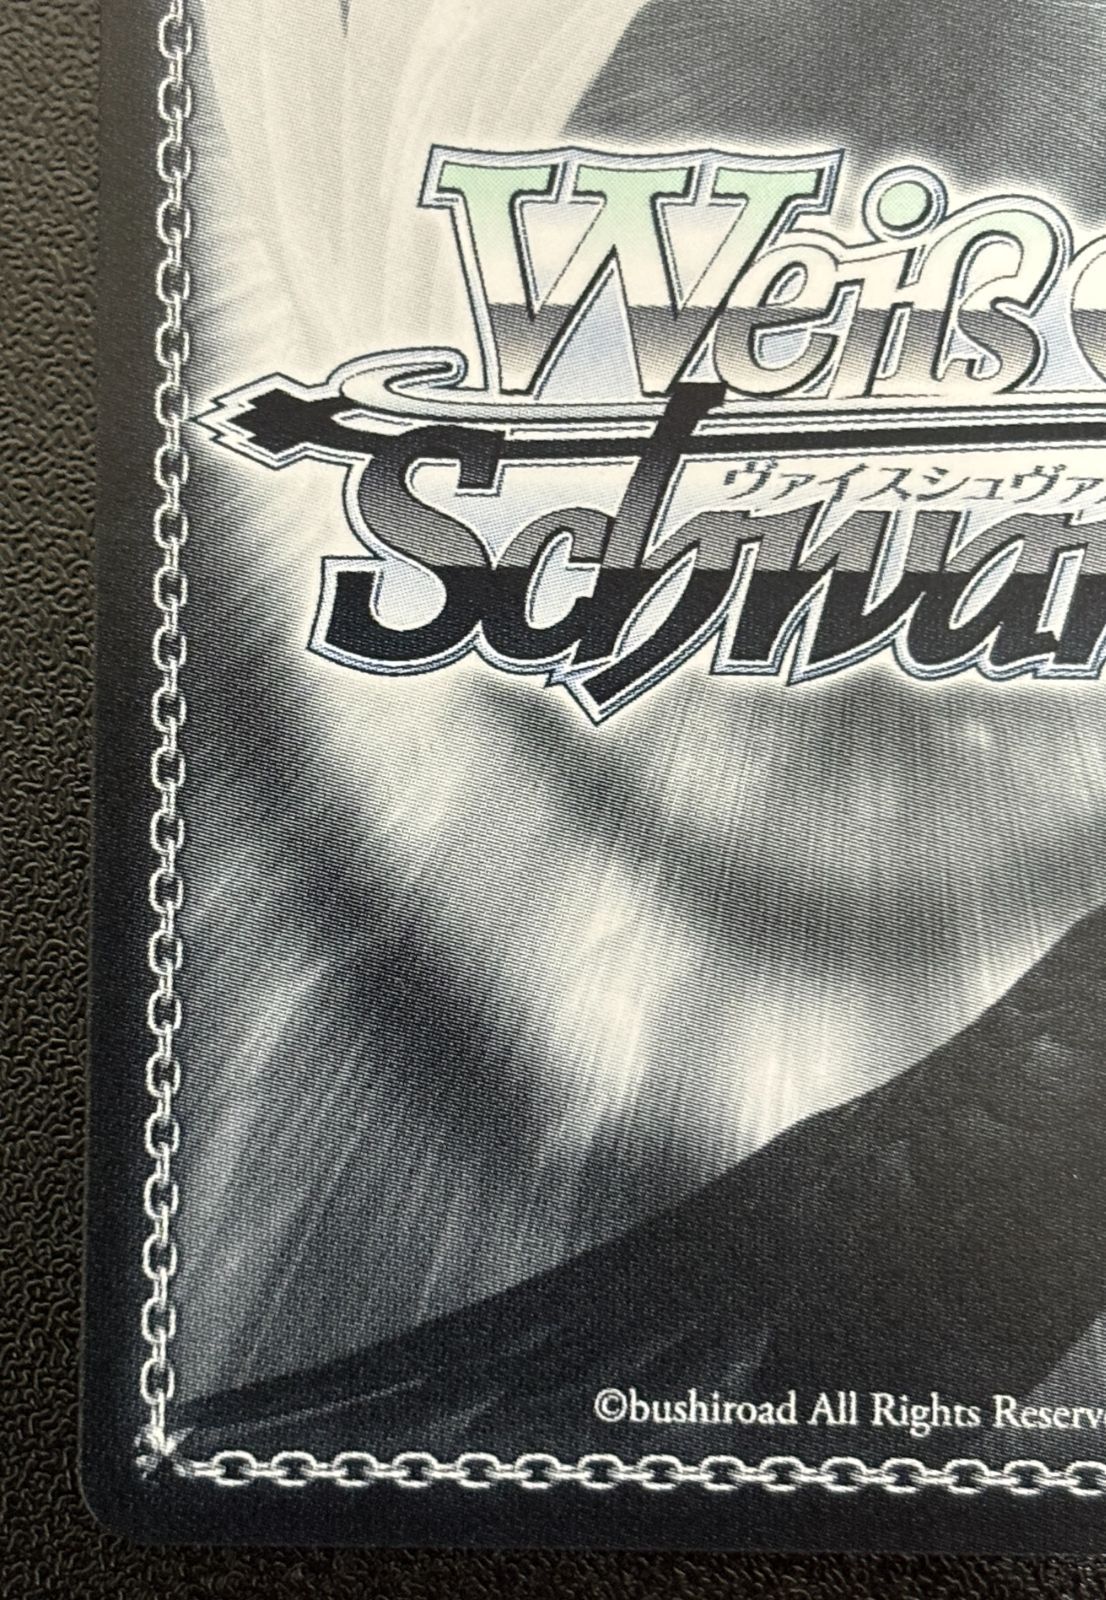 Weiß
ヴァイスシュヴァ
Schwar
©bushiroad All Rights Reserve